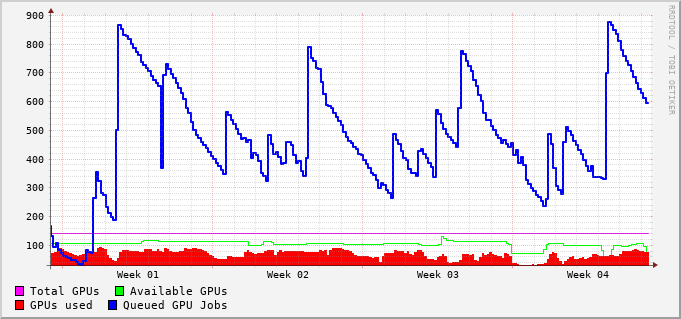 900
800
700
600
500
400
300
200
100
Week 01 Week 02 Week 03 Week 04
Total GPUs Available GPUs
GPUs used Queued GPU Jobs
RRDTOOL / TOBI OETIKER